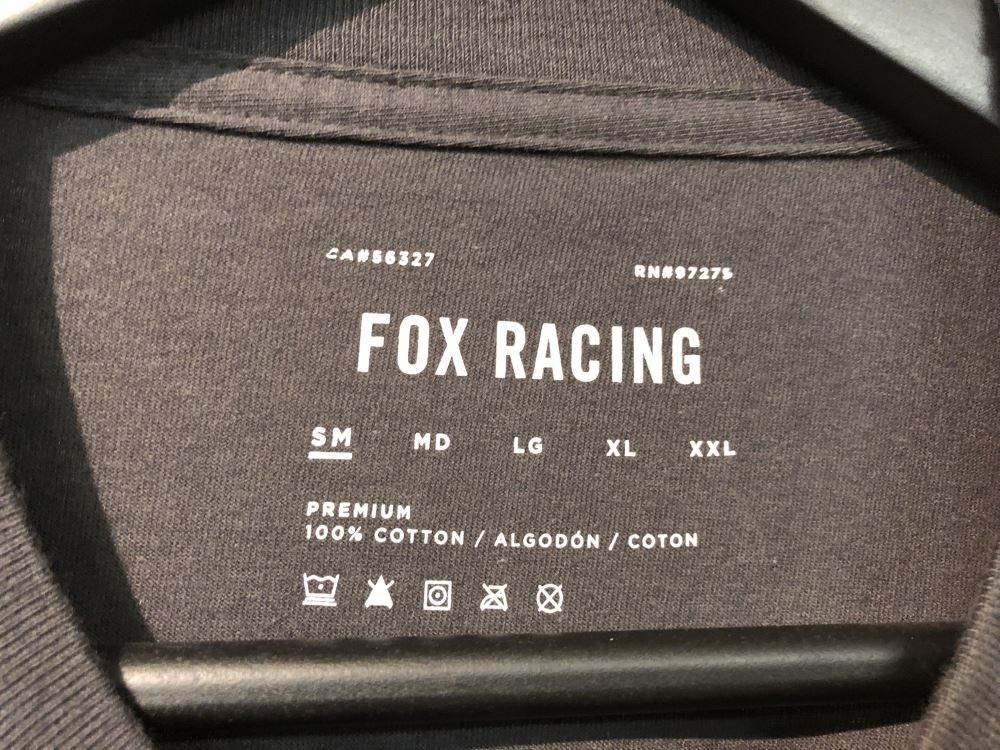 CA#56327 RN#97275
FOX RACING
SM MD LG XL XXL
PREMIUM
100% COTTON / ALGODÓN / COTON